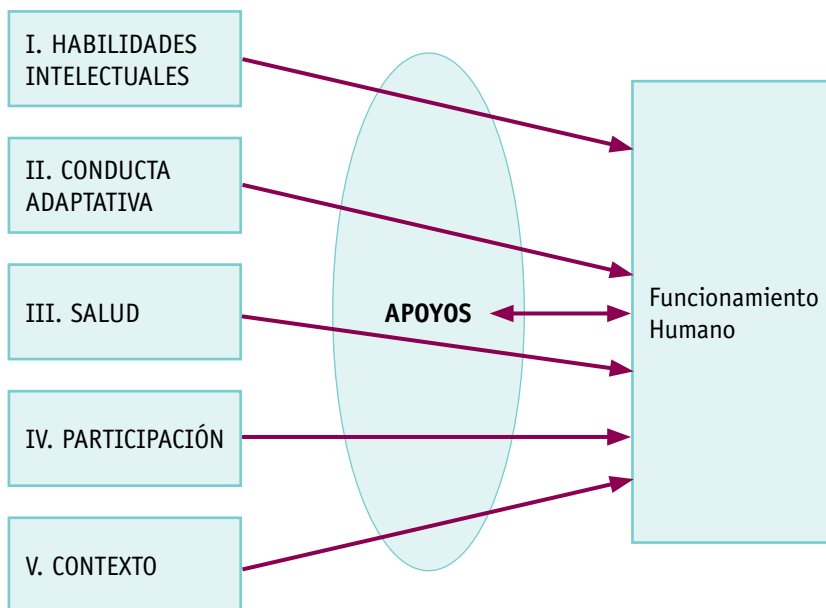 I. HABILIDADES
INTELECTUALES
II. CONDUCTA
ADAPTATIVA
III. SALUD
IV. PARTICIPACIÓN
V. CONTEXTO
APOYOS
Funcionamiento
Humano